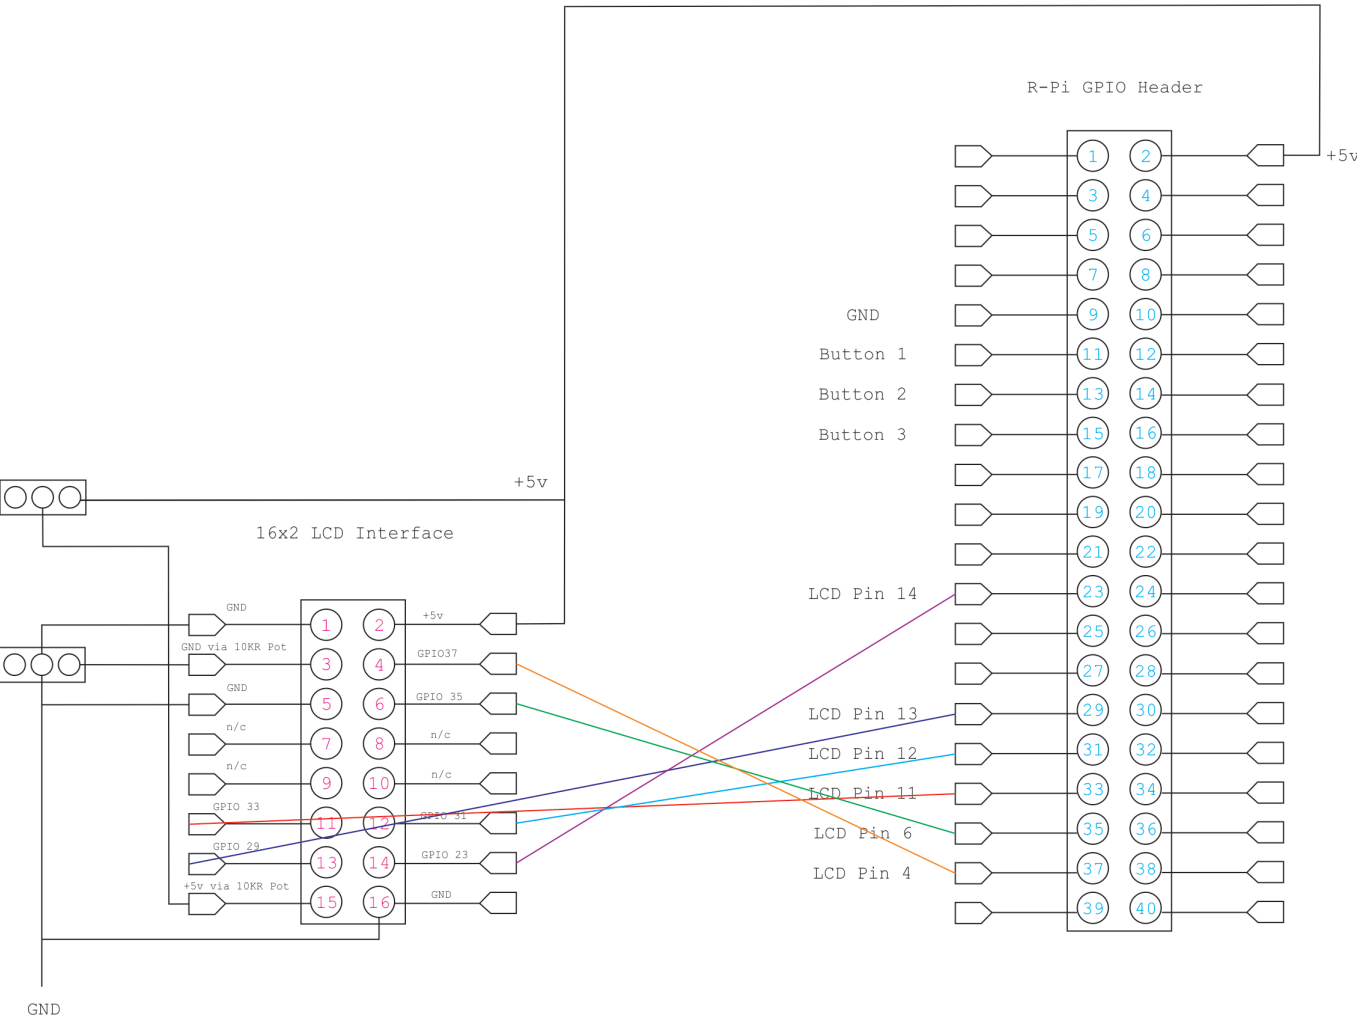 R-Pi GPIO Header
1 2 +5v
3 4
5 6
7 8
GND 9 10
Button 1 11 12
Button 2 13 14
Button 3 15 16
17 18
19 20
21 22
LCD Pin 14 23 24
25 26
27 28
LCD Pin 13 29 30
LCD Pin 12 31 32
LCD Pin 11 33 34
LCD Pin 6 35 36
LCD Pin 4 37 38
39 40
+5v
16x2 LCD Interface
GND 1 2 +5v
GND via 10KR Pot 3 4 GPIO37
GND 5 6 GPIO 35
n/c 7 8 n/c
n/c 9 10 n/c
GPIO 33 11 12 GPIO 31
GPIO 29 13 14 GPIO 23
+5v via 10KR Pot 15 16 GND
GND